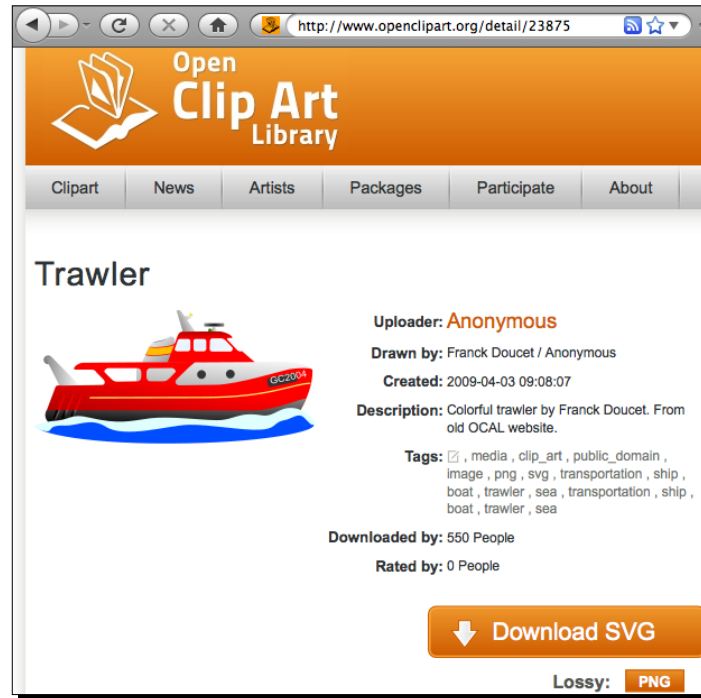 http://www.openclipart.org/detail/23875
Open
Clip Art
Library
Clipart News Artists Packages Participate About
Trawler
GC2004
Uploader: Anonymous
Drawn by: Franck Doucet / Anonymous
Created: 2009-04-03 09:08:07
Description: Colorful trawler by Franck Doucet. From
old OCAL website.
Tags: , media , clip_art , public_domain ,
image , png , svg , transportation , ship ,
boat , trawler , sea , transportation , ship ,
boat , trawler , sea
Downloaded by: 550 People
Rated by: 0 People
Download SVG
Lossy: PNG